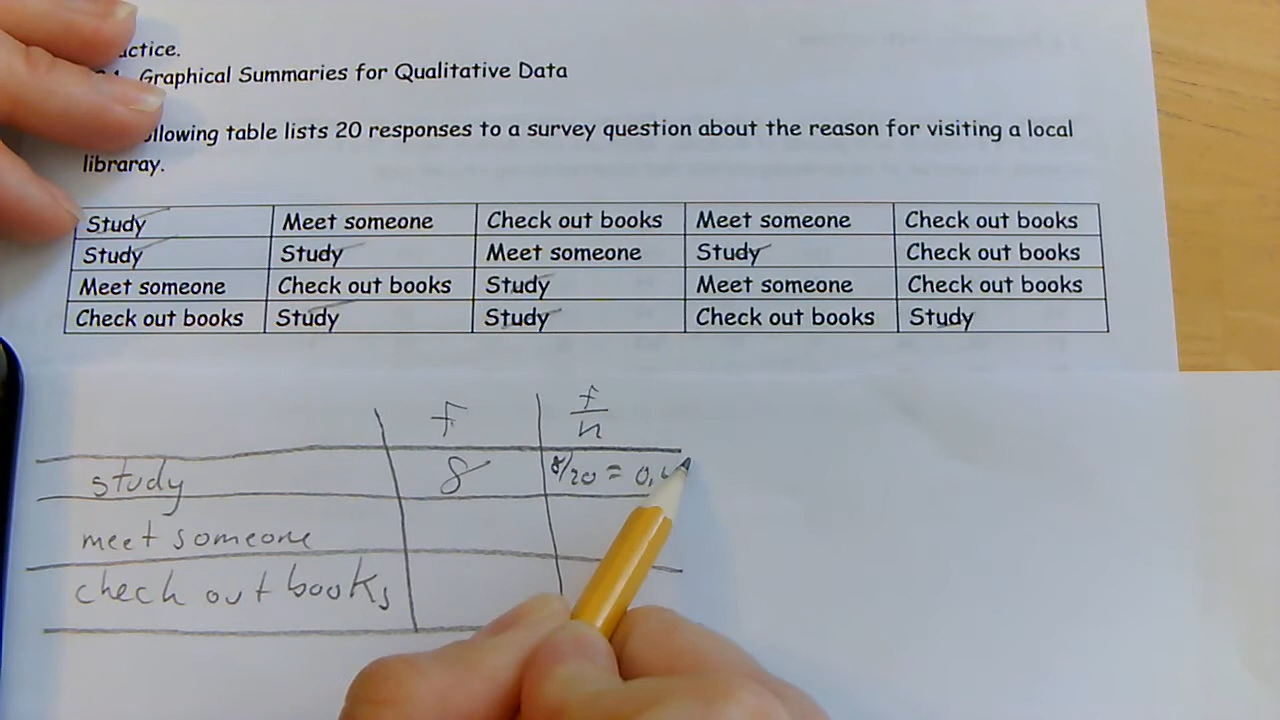 actice.
Graphical Summaries for Qualitative Data
ollowing table lists 20 responses to a survey question about the reason for visiting a local
libraray.
Study Meet someone Check out books Meet someone Check out books
Study Study Meet someone Study Check out books
Meet someone Check out books Study Meet someone Check out books
Check out books Study Study Check out books Study
f f/n
study 8 8/20 = 0.4
meet someone
check out books